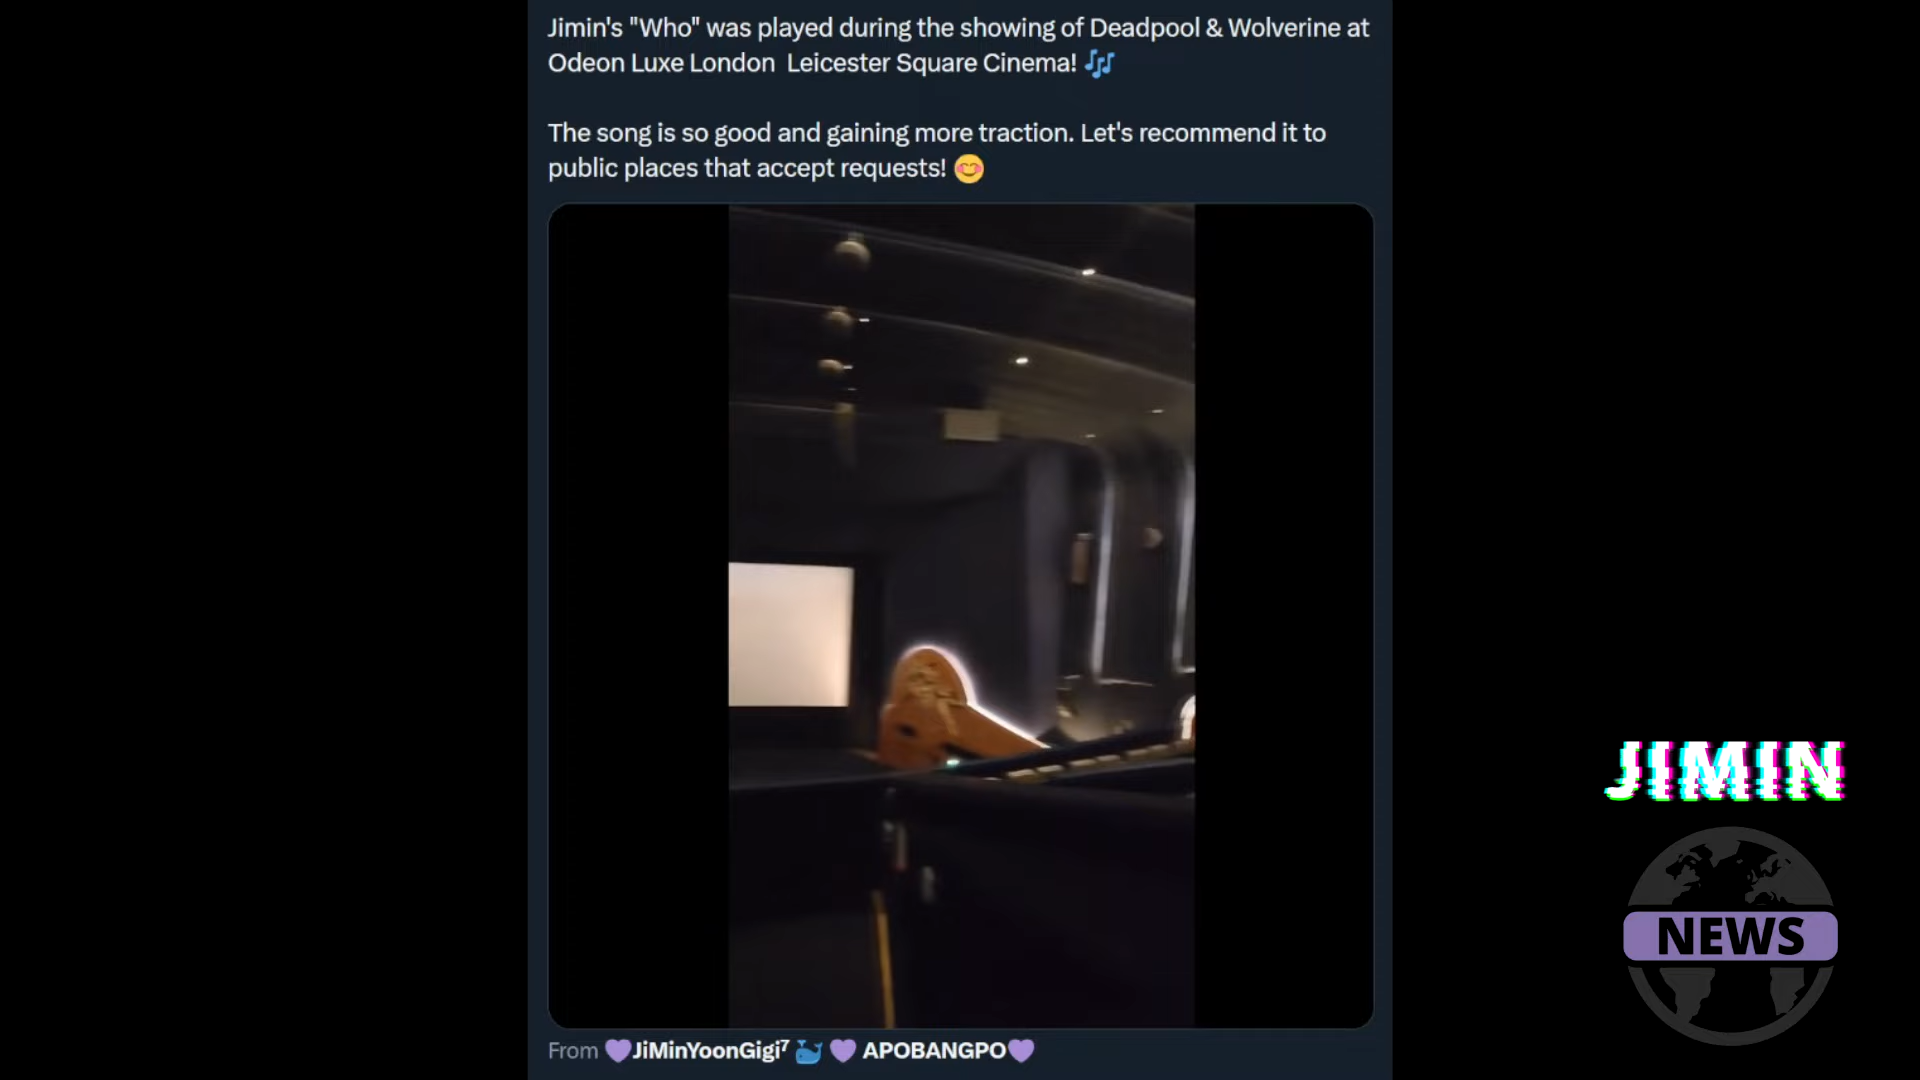 Jimin's "Who" was played during the showing of Deadpool & Wolverine at
Odeon Luxe London Leicester Square Cinema! 🎶
The song is so good and gaining more traction. Let's recommend it to
public places that accept requests! 😊
JIMIN
NEWS
From 💜JiMinYoonGigi⁷ 🐳 💜 APOBANGPO💜